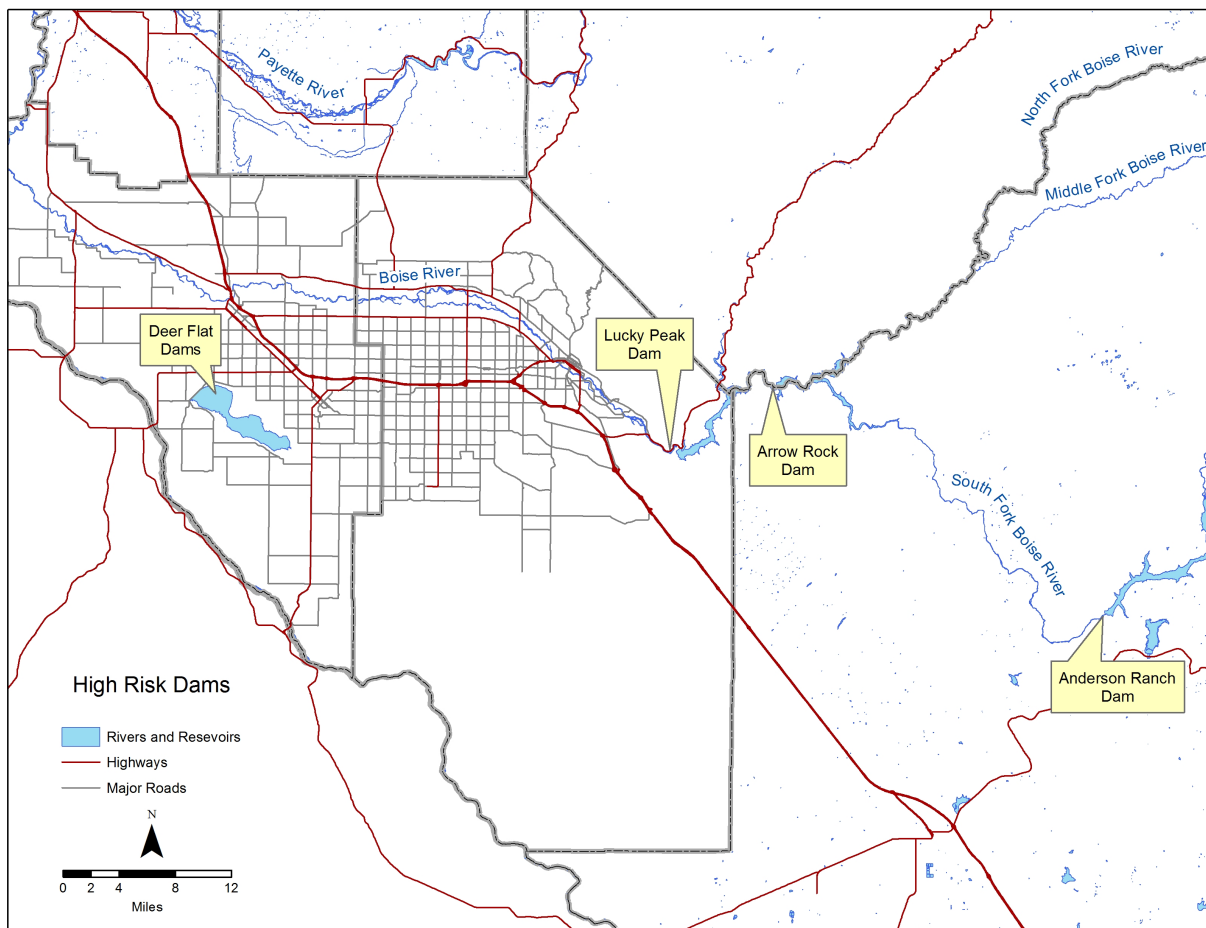 Payette River
North Fork Boise River
Middle Fork Boise River
Boise River
Deer Flat
Dams
Lucky Peak
Dam
Arrow Rock
Dam
South Fork Boise River
Anderson Ranch
Dam
High Risk Dams
Rivers and Resevoirs
Highways
Major Roads
N
0 2 4 8 12
Miles